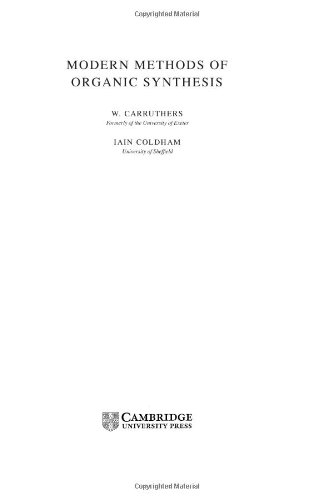 Copyrighted Material
MODERN METHODS OF
ORGANIC SYNTHESIS
W. CARRUTHERS
Formerly of the University of Exeter
IAIN COLDHAM
University of Sheffield
CAMBRIDGE
UNIVERSITY PRESS
Copyrighted Material